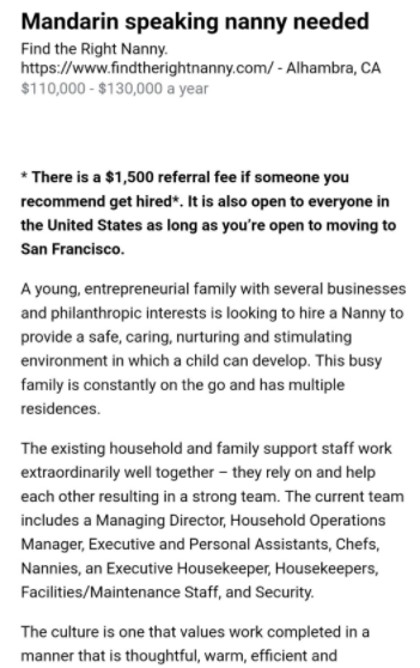 Mandarin speaking nanny needed
Find the Right Nanny.
https://www.findtherightnanny.com/ - Alhambra, CA
$110,000 - $130,000 a year
* There is a $1,500 referral fee if someone you
recommend get hired*. It is also open to everyone in
the United States as long as you're open to moving to
San Francisco.
A young, entrepreneurial family with several businesses
and philanthropic interests is looking to hire a Nanny to
provide a safe, caring, nurturing and stimulating
environment in which a child can develop. This busy
family is constantly on the go and has multiple
residences.
The existing household and family support staff work
extraordinarily well together – they rely on and help
each other resulting in a strong team. The current team
includes a Managing Director, Household Operations
Manager, Executive and Personal Assistants, Chefs,
Nannies, an Executive Housekeeper, Housekeepers,
Facilities/Maintenance Staff, and Security.
The culture is one that values work completed in a
manner that is thoughtful, warm, efficient and